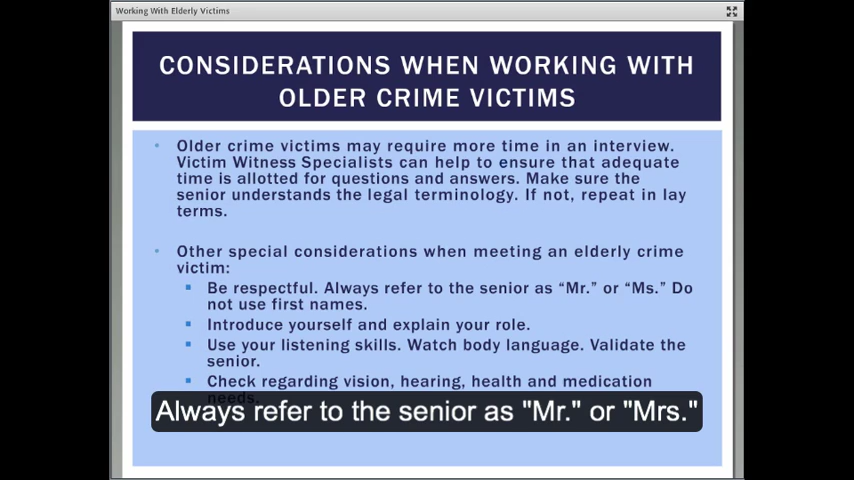 Working With Elderly Victims
CONSIDERATIONS WHEN WORKING WITH
OLDER CRIME VICTIMS
• Older crime victims may require more time in an interview.
Victim Witness Specialists can help to ensure that adequate
time is allotted for questions and answers. Make sure the
senior understands the legal terminology. If not, repeat in lay
terms.
• Other special considerations when meeting an elderly crime
victim:
▪ Be respectful. Always refer to the senior as “Mr.” or “Ms.” Do
not use first names.
▪ Introduce yourself and explain your role.
▪ Use your listening skills. Watch body language. Validate the
senior.
▪ Check regarding vision, hearing, health and medication
needs.
Always refer to the senior as "Mr." or "Mrs."